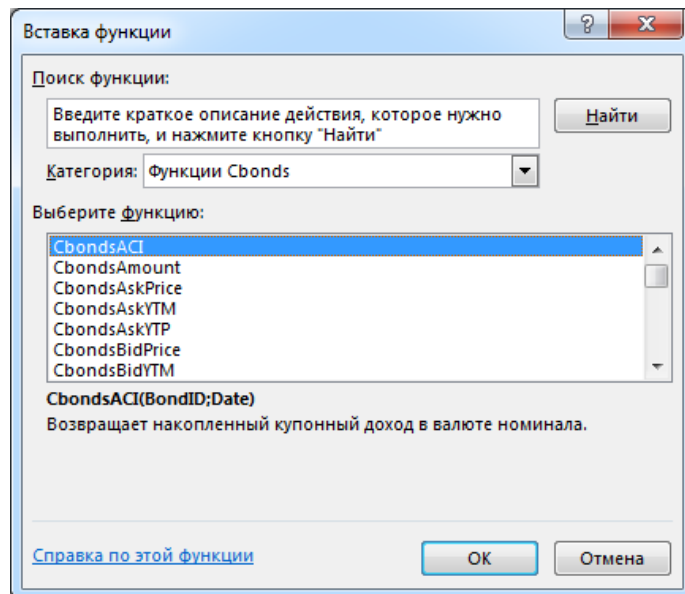 Вставка функции
Поиск функции:
Введите краткое описание действия, которое нужно
выполнить, и нажмите кнопку "Найти"
Найти
Категория: Функции Cbonds
Выберите функцию:
CbondsACI
CbondsAmount
CbondsAskPrice
CbondsAskYTM
CbondsAskYTP
CbondsBidPrice
CbondsBidYTM
CbondsACI(BondID;Date)
Возвращает накопленный купонный доход в валюте номинала.
Справка по этой функции
ОК
Отмена